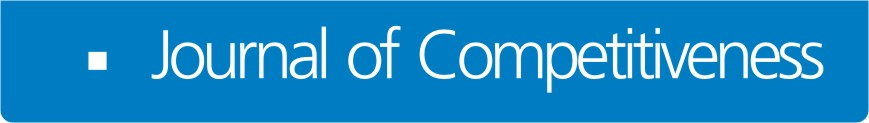 ▪ Journal of Competitiveness